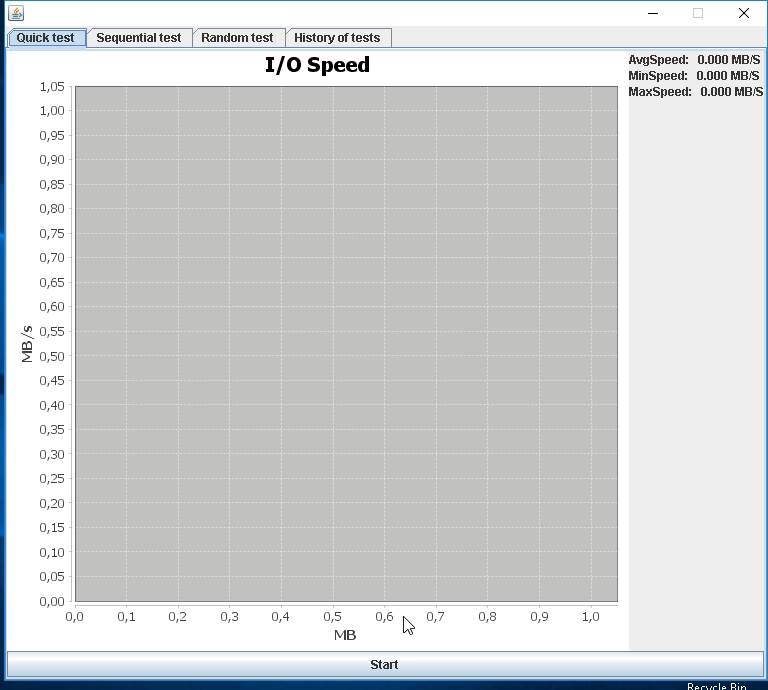 Quick test Sequential test Random test History of tests
I/O Speed
AvgSpeed: 0.000 MB/S
MinSpeed: 0.000 MB/S
MaxSpeed: 0.000 MB/S
1,05
1,00
0,95
0,90
0,85
0,80
0,75
0,70
0,65
0,60
0,55
0,50
0,45
0,40
0,35
0,30
0,25
0,20
0,15
0,10
0,05
0,00
MB/s
0,0 0,1 0,2 0,3 0,4 0,5 0,6 0,7 0,8 0,9 1,0
MB
Start
Recycle Bin